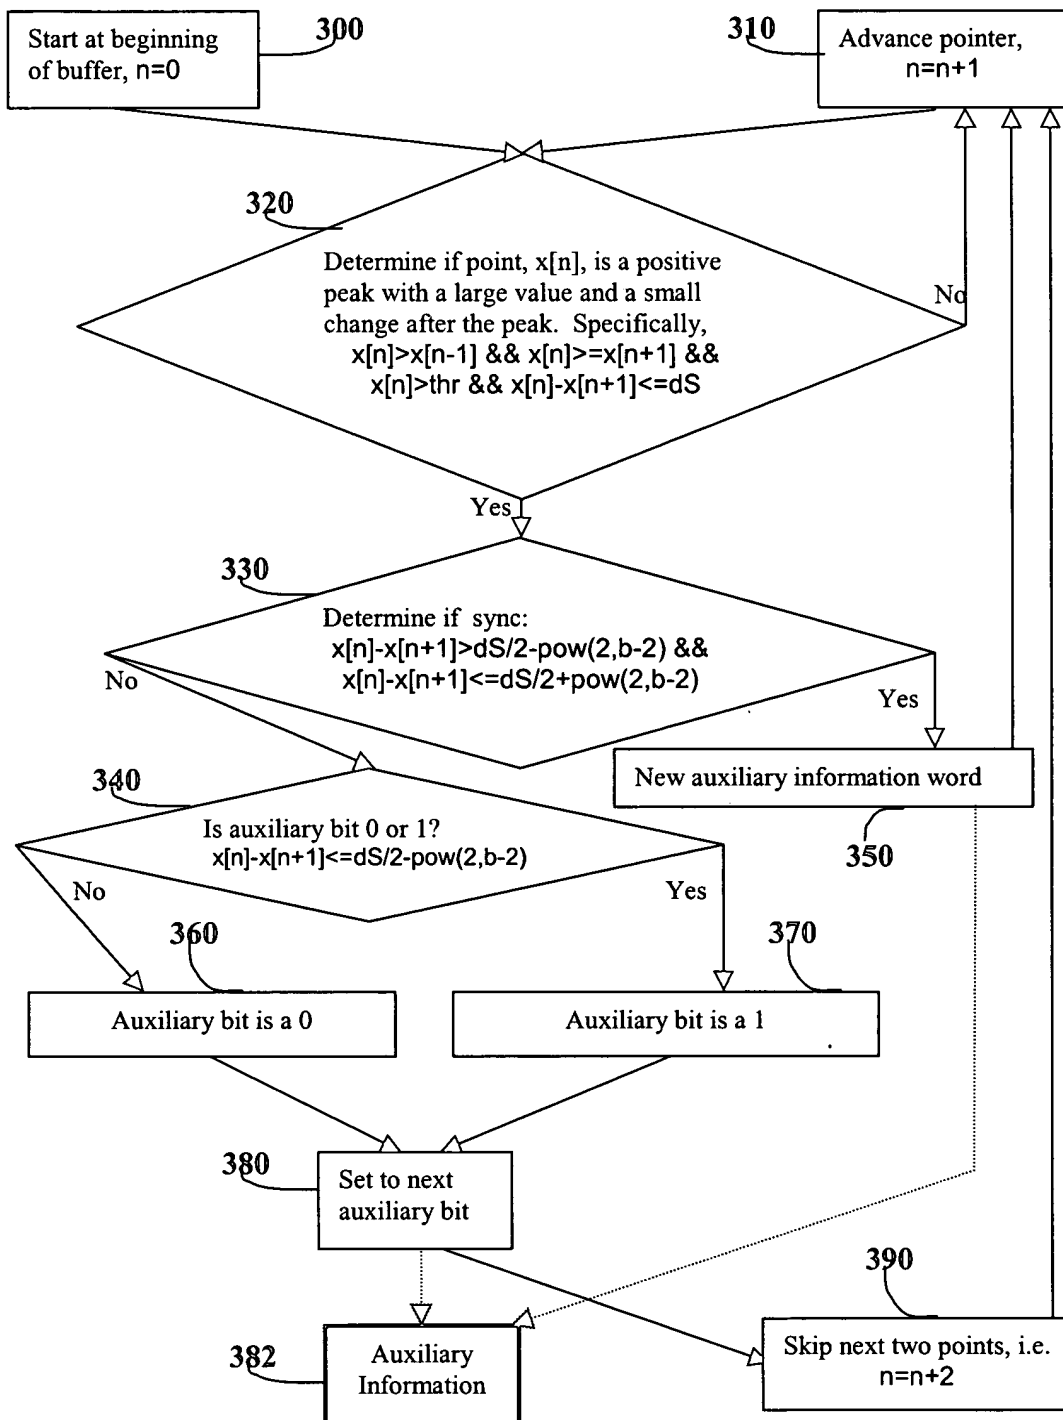 300
Start at beginning
of buffer, n=0
310
Advance pointer,
n=n+1
320
Determine if point, x[n], is a positive
peak with a large value and a small
change after the peak.  Specifically,
x[n]>x[n-1] && x[n]>=x[n+1] &&
x[n]>thr && x[n]-x[n+1]<=dS
No
Yes
330
Determine if  sync:
x[n]-x[n+1]>dS/2-pow(2,b-2) &&
x[n]-x[n+1]<=dS/2+pow(2,b-2)
No
Yes
New auxiliary information word
350
340
Is auxiliary bit 0 or 1?
x[n]-x[n+1]<=dS/2-pow(2,b-2)
No
Yes
360
370
Auxiliary bit is a 0
Auxiliary bit is a 1
380
Set to next
auxiliary bit
390
Skip next two points, i.e.
n=n+2
382
Auxiliary
Information